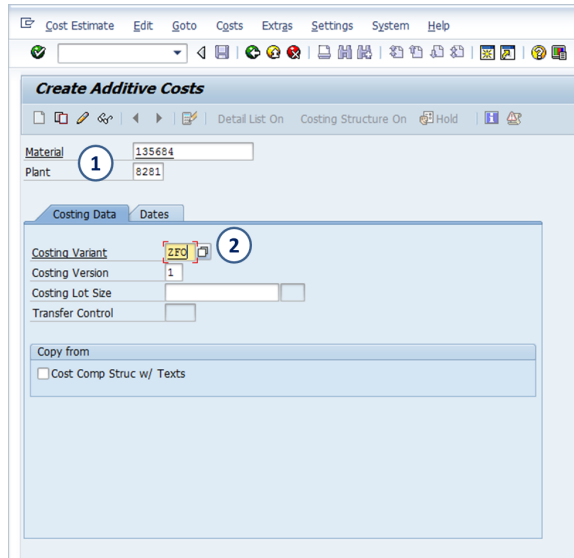 Cost Estimate Edit Goto Costs Extras Settings System Help
Create Additive Costs
Detail List On Costing Structure On Hold
Material 135684
1
Plant 8281
Costing Data Dates
Costing Variant ZFO 2
Costing Version 1
Costing Lot Size
Transfer Control
Copy from
Cost Comp Struc w/ Texts